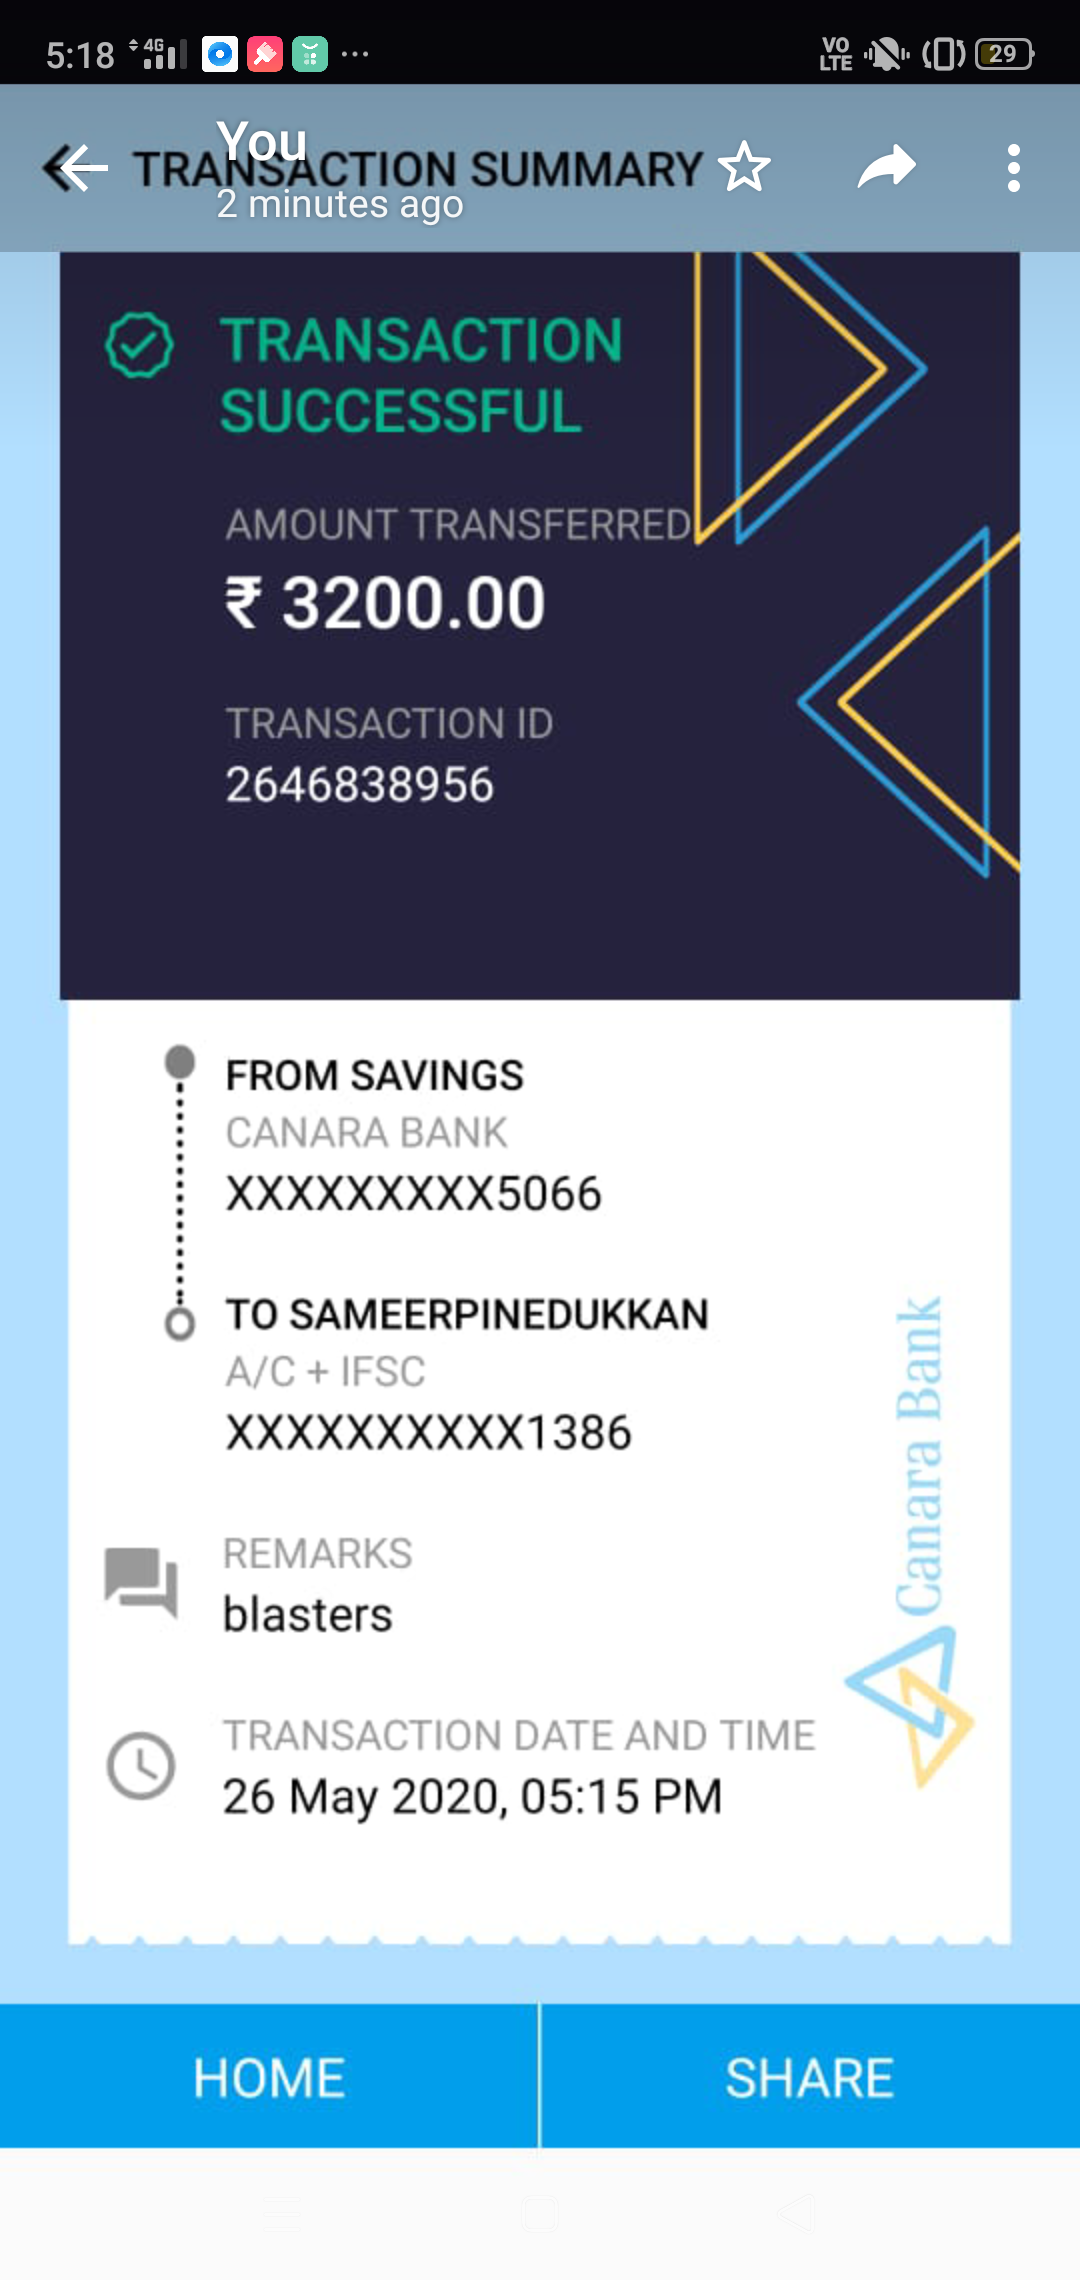 5:18 4G VO LTE 29
You
TRANSACTION SUMMARY
2 minutes ago
TRANSACTION
SUCCESSFUL
AMOUNT TRANSFERRED
₹ 3200.00
TRANSACTION ID
2646838956
FROM SAVINGS
CANARA BANK
XXXXXXXXX5066
TO SAMEERPINEDUKKAN
A/C + IFSC
XXXXXXXXXX1386
Canara Bank
REMARKS
blasters
TRANSACTION DATE AND TIME
26 May 2020, 05:15 PM
HOME
SHARE